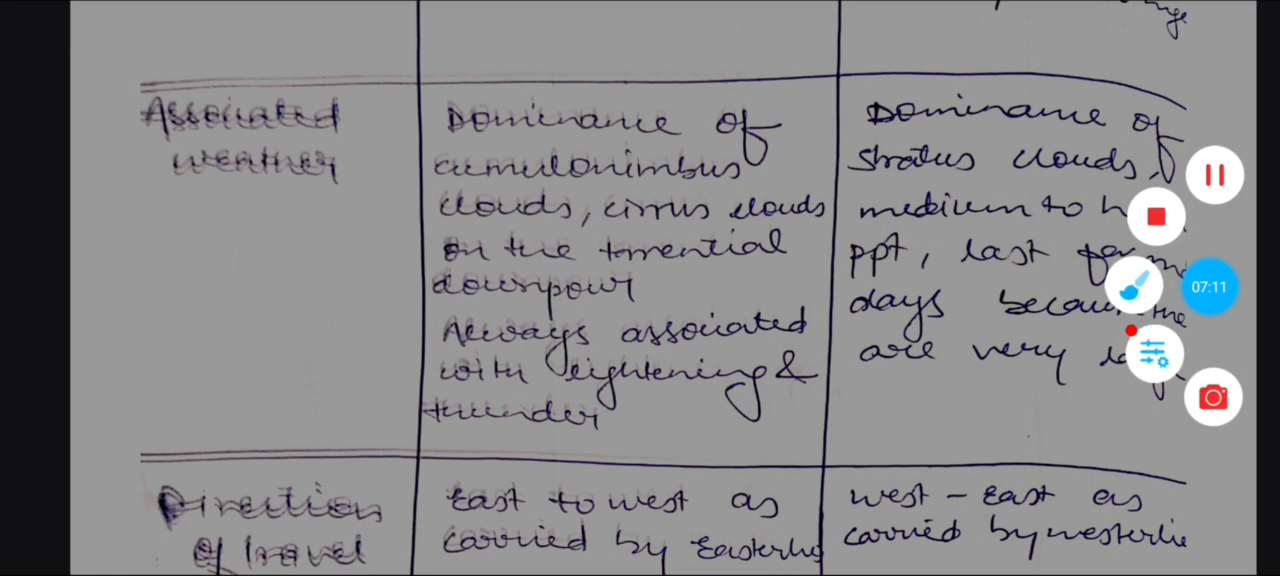 Associated
weather
Dominance of
cumulonimbus
clouds, cirrus clouds
on the torrential
downpour
Always associated
with lightening &
thunder
Dominance of
stratus clouds,
medium to
ppt, last
days
are very
07:11
Direction
of travel
East to west as
carried by Easterlies
west - East as
carried by westerlie